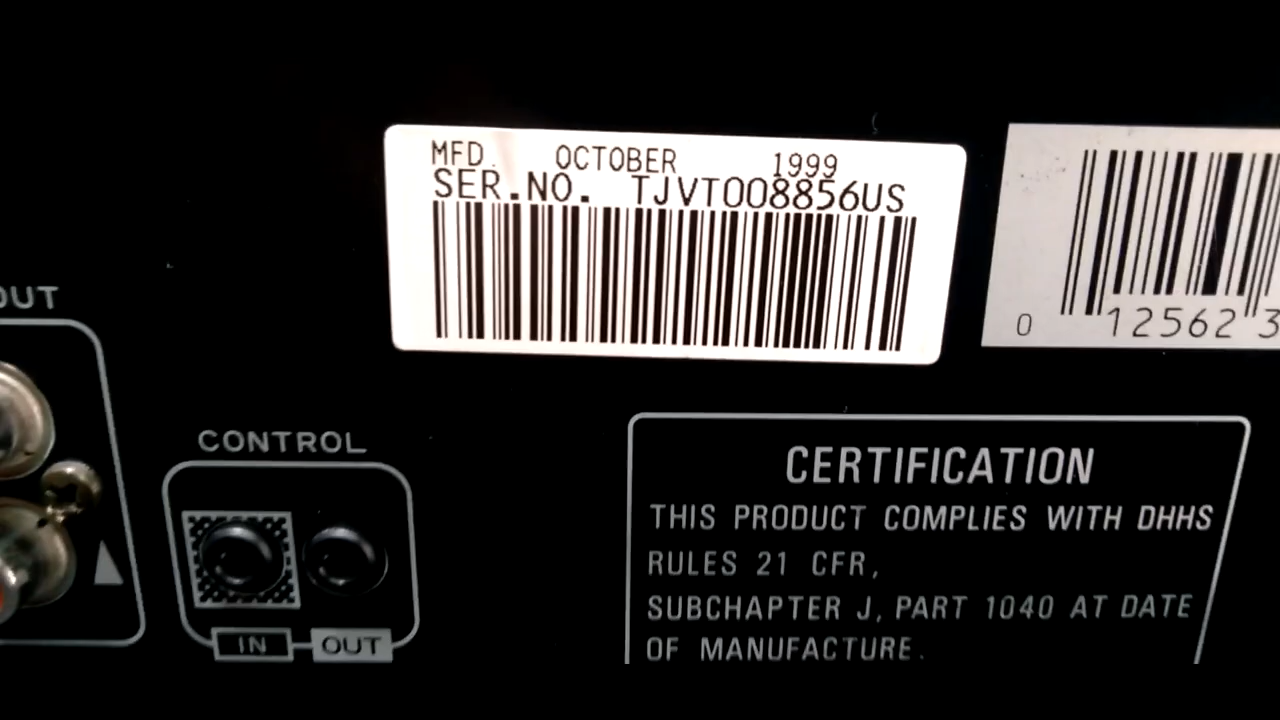 MFD. OCTOBER 1999
SER.NO. TJVT008856US
0 12562 3
OUT
CONTROL
IN OUT
CERTIFICATION
THIS PRODUCT COMPLIES WITH DHHS
RULES 21 CFR,
SUBCHAPTER J, PART 1040 AT DATE
OF MANUFACTURE.